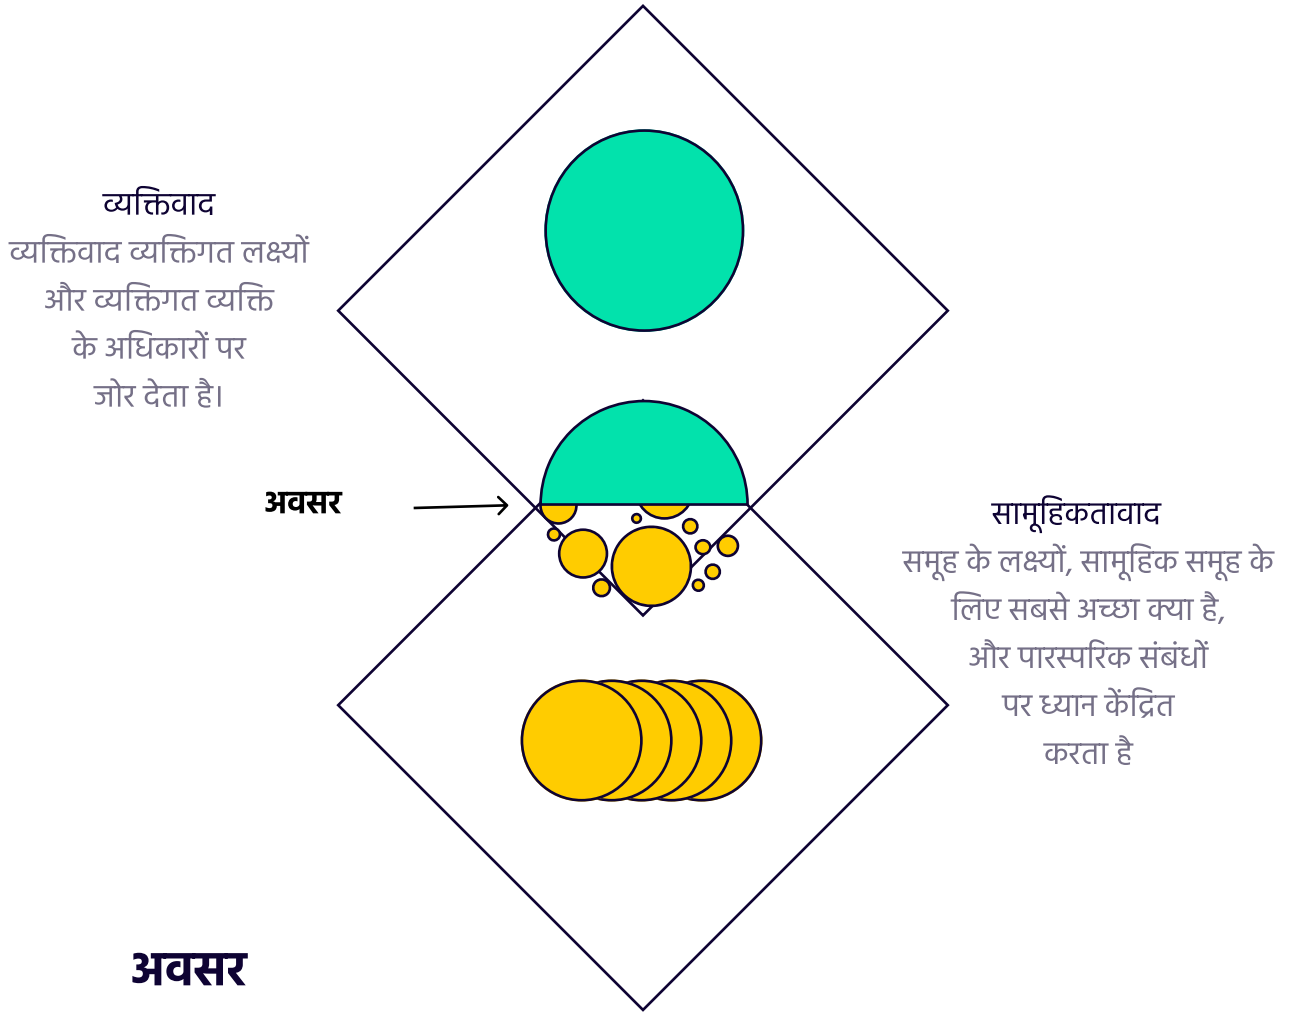 व्यक्तिवाद
व्यक्तिवाद व्यक्तिगत लक्ष्यों
और व्यक्तिगत व्यक्ति
के अधिकारों पर
जोर देता है।
अवसर
सामूहिकतावाद
समूह के लक्ष्यों, सामूहिक समूह के
लिए सबसे अच्छा क्या है,
और पारस्परिक संबंधों
पर ध्यान केंद्रित
करता है
अवसर